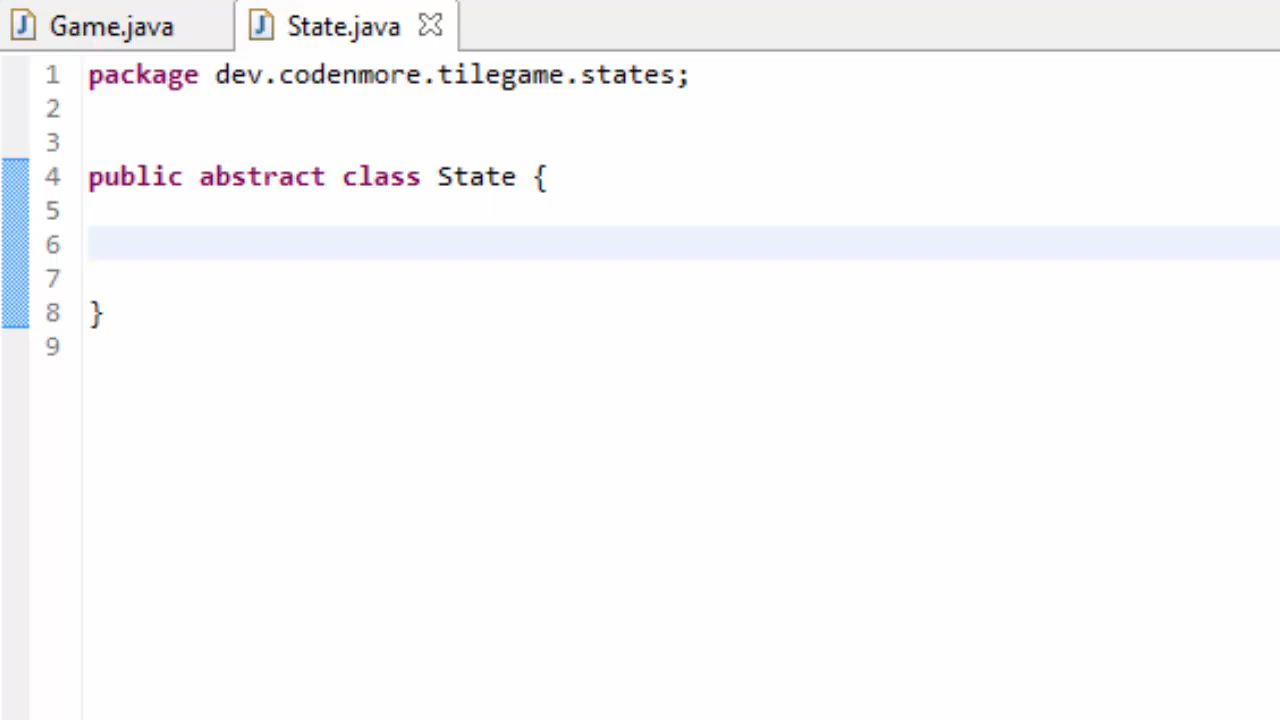 Game.java State.java
1 package dev.codenmore.tilegame.states;
2
3
4 public abstract class State {
5
6
7
8 }
9